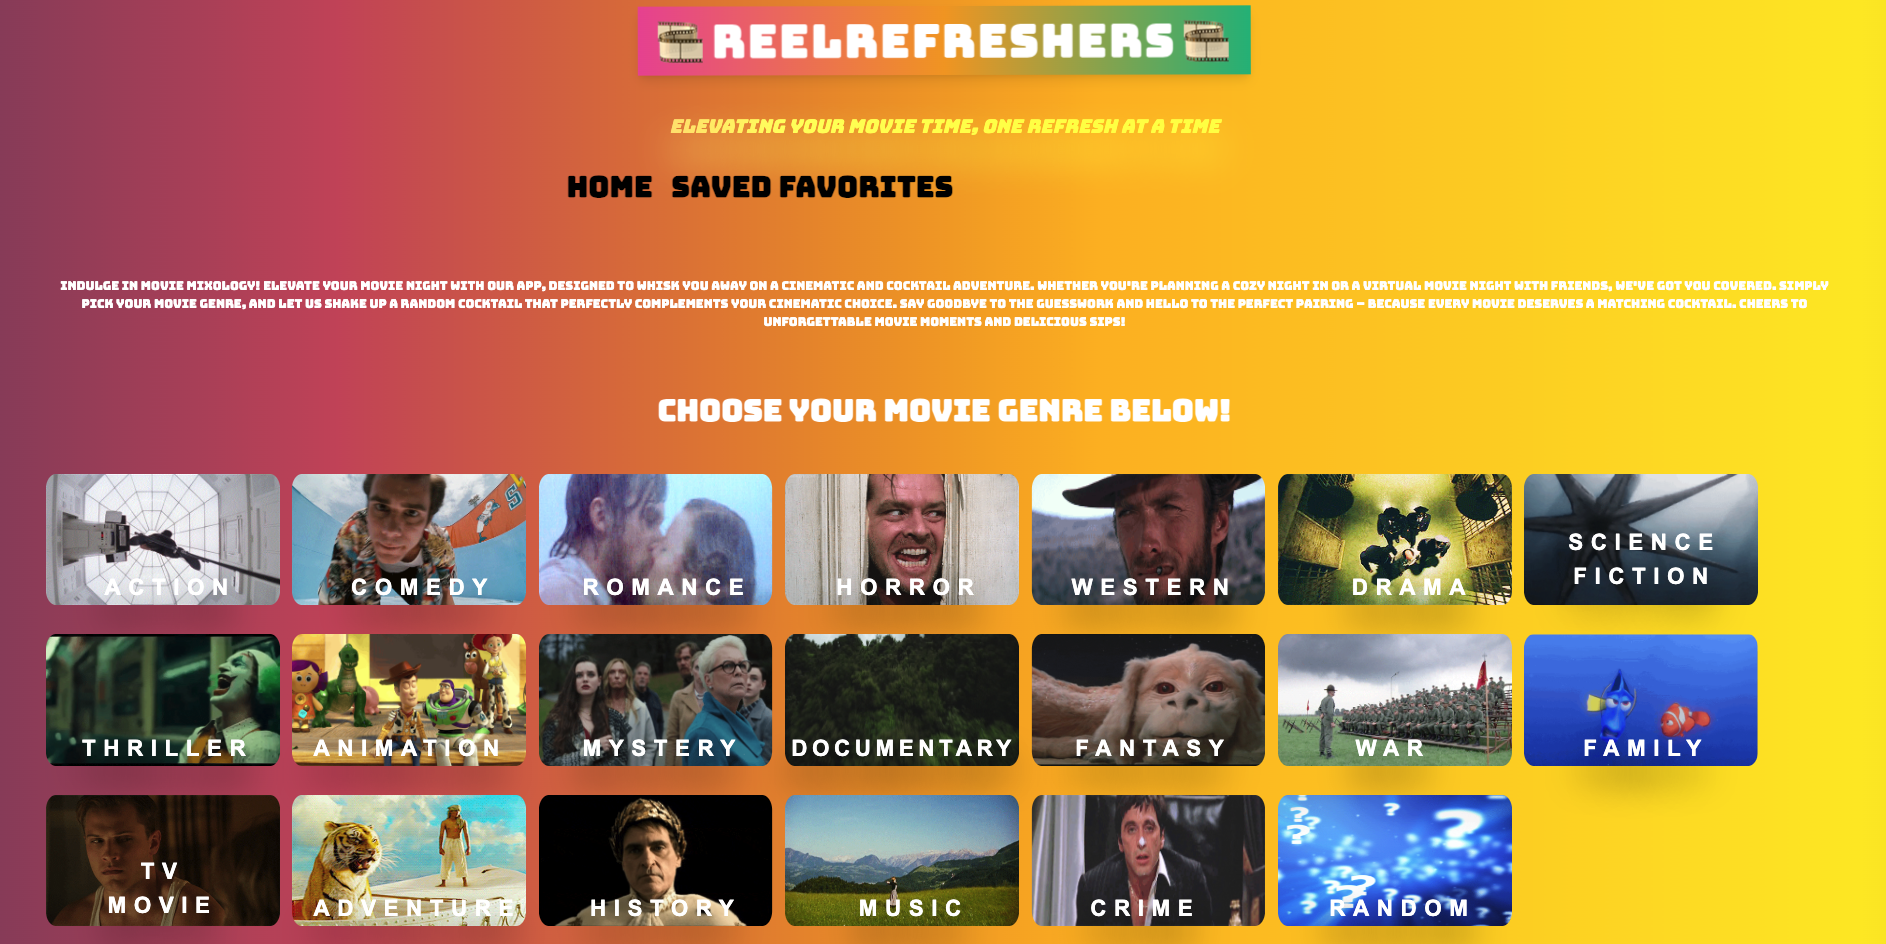 REELREFRESHERS
ELEVATING YOUR MOVIE TIME, ONE REFRESH AT A TIME
HOME SAVED FAVORITES
INDULGE IN MOVIE MIXOLOGY! ELEVATE YOUR MOVIE NIGHT WITH OUR APP, DESIGNED TO WHISK YOU AWAY ON A CINEMATIC AND COCKTAIL ADVENTURE. WHETHER YOU'RE PLANNING A COZY NIGHT IN OR A VIRTUAL MOVIE NIGHT WITH FRIENDS, WE'VE GOT YOU COVERED. SIMPLY
PICK YOUR MOVIE GENRE, AND LET US SHAKE UP A RANDOM COCKTAIL THAT PERFECTLY COMPLEMENTS YOUR CINEMATIC CHOICE. SAY GOODBYE TO THE GUESSWORK AND HELLO TO THE PERFECT PAIRING – BECAUSE EVERY MOVIE DESERVES A MATCHING COCKTAIL. CHEERS TO
UNFORGETTABLE MOVIE MOMENTS AND DELICIOUS SIPS!
CHOOSE YOUR MOVIE GENRE BELOW!
ACTION
COMEDY
ROMANCE
HORROR
WESTERN
DRAMA
SCIENCE
FICTION
THRILLER
ANIMATION
MYSTERY
DOCUMENTARY
FANTASY
WAR
FAMILY
TV
MOVIE
ADVENTURE
HISTORY
MUSIC
CRIME
RANDOM